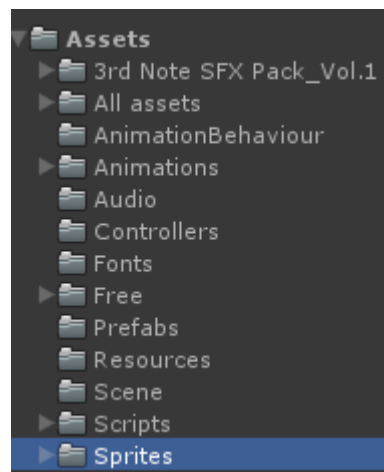 Assets
3rd Note SFX Pack_Vol.1
All assets
AnimationBehaviour
Animations
Audio
Controllers
Fonts
Free
Prefabs
Resources
Scene
Scripts
Sprites